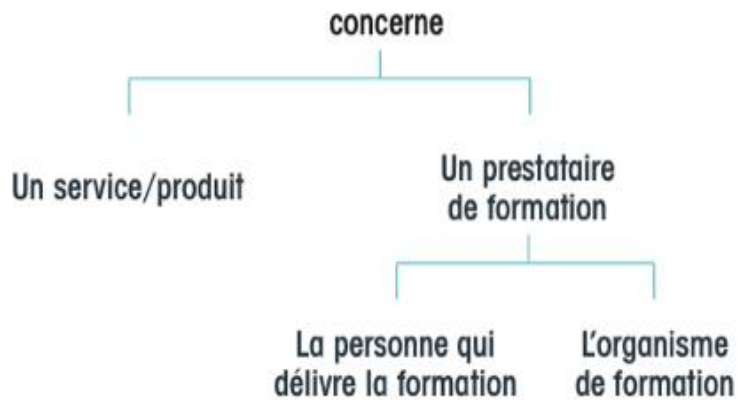 concerne
Un service/produit
Un prestataire
de formation
La personne qui
délivre la formation
L'organisme
de formation